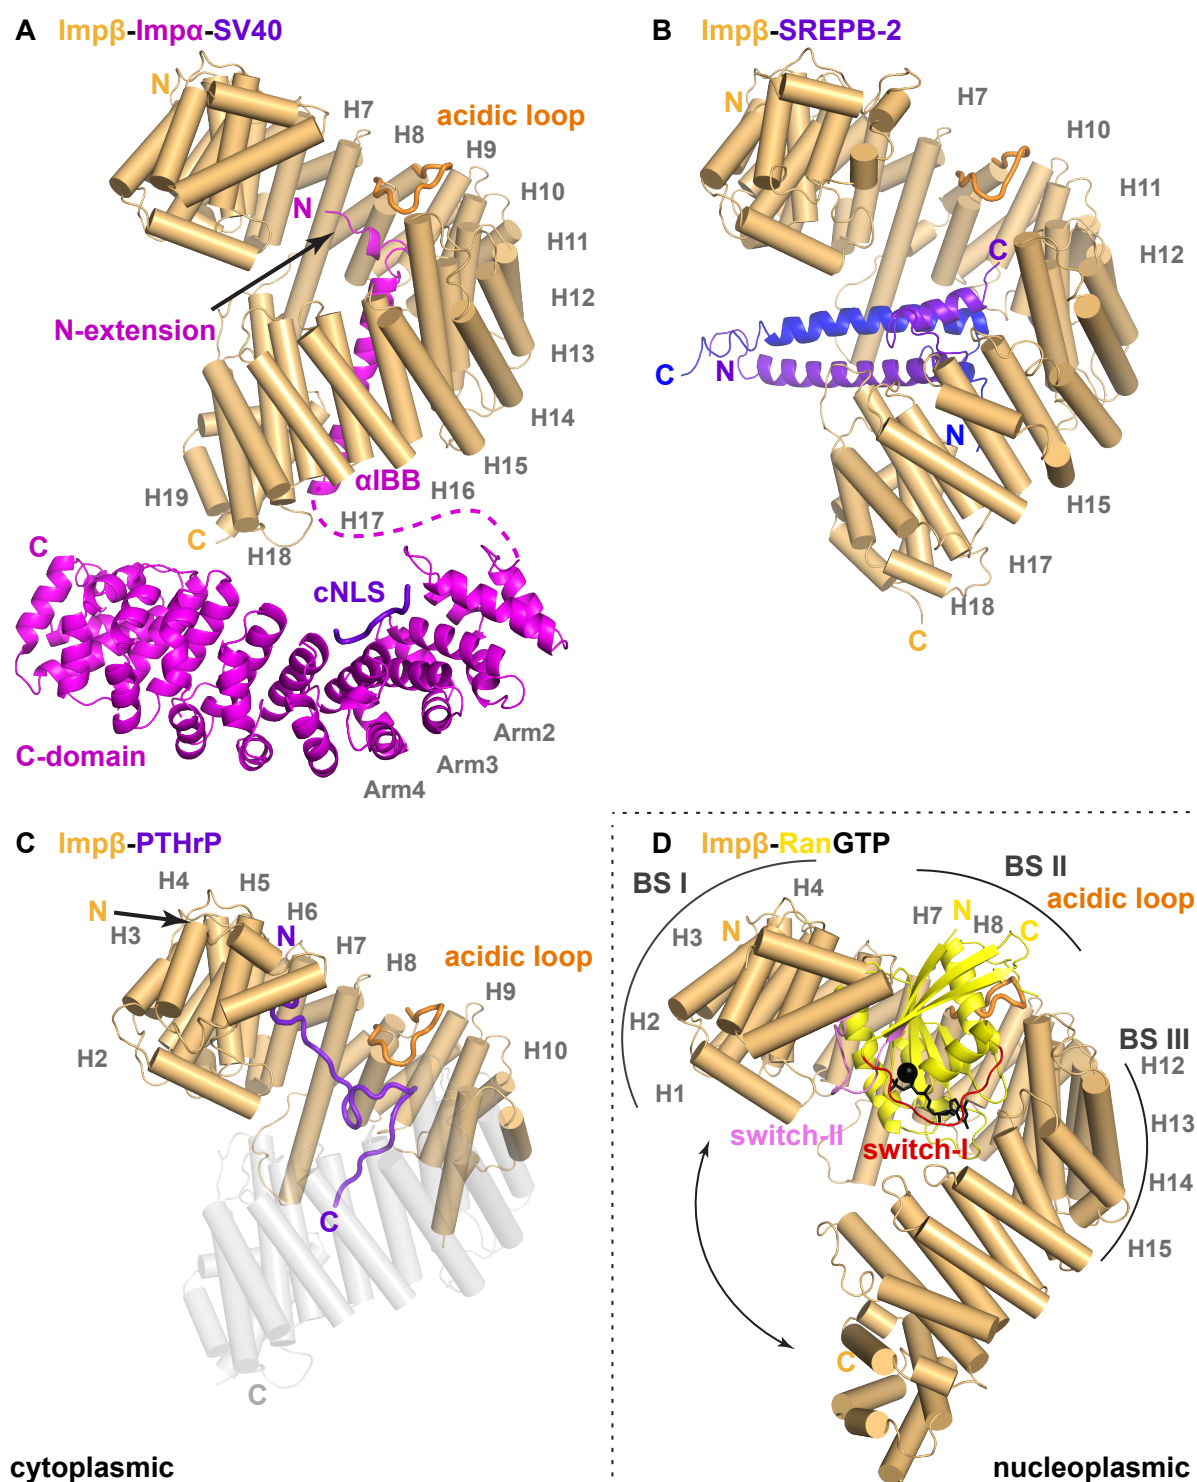 A Impβ-Impα-SV40
N
H7
H8
acidic loop
H9
H10
N
H11
H12
N-extension
H13
H14
H15
αIBB
H16
H19
H17
C
H18
C
cNLS
Arm2
C-domain
Arm3
Arm4
B Impβ-SREPB-2
N
H7
H10
H11
H12
C
C
N
N
H15
H17
H18
C
C Impβ-PTHrP
H4
H5
N
H6
H3
N
H7
H8
acidic loop
H9
H10
H2
C
C
cytoplasmic
D Impβ-RanGTP
BS I
BS II
H4
acidic loop
H7
N
H8
C
H3
N
H2
BS III
H12
H1
H13
switch-II
switch-I
H14
H15
C
nucleoplasmic